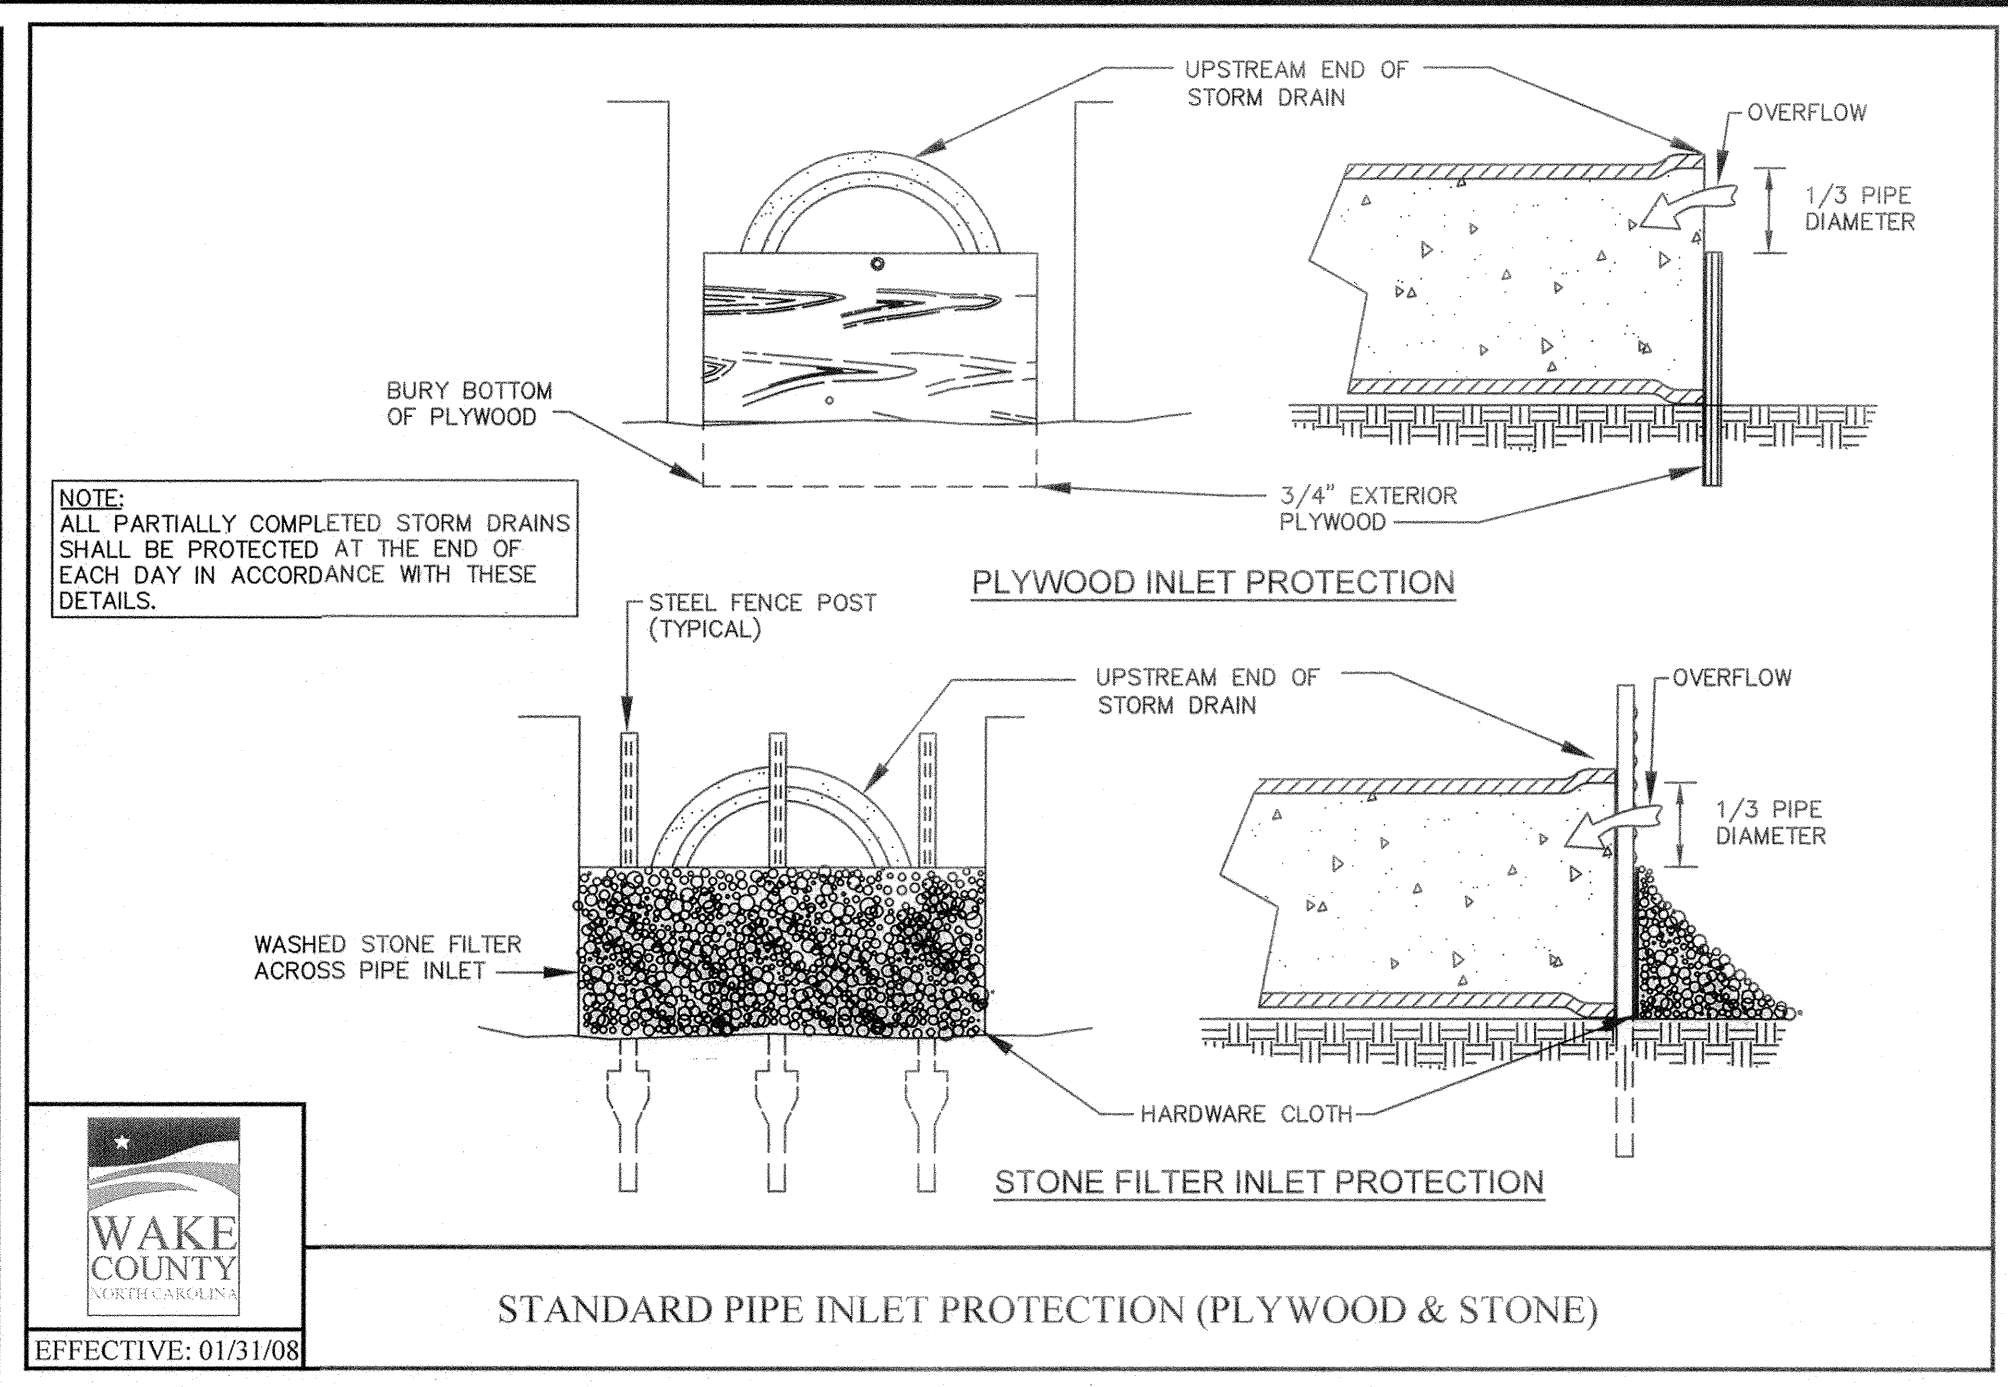 UPSTREAM END OF
STORM DRAIN
OVERFLOW
1/3 PIPE
DIAMETER
BURY BOTTOM
OF PLYWOOD
3/4" EXTERIOR
PLYWOOD
PLYWOOD INLET PROTECTION
NOTE:
ALL PARTIALLY COMPLETED STORM DRAINS
SHALL BE PROTECTED AT THE END OF
EACH DAY IN ACCORDANCE WITH THESE
DETAILS.
STEEL FENCE POST
(TYPICAL)
UPSTREAM END OF
STORM DRAIN
OVERFLOW
1/3 PIPE
DIAMETER
WASHED STONE FILTER
ACROSS PIPE INLET
HARDWARE CLOTH
STONE FILTER INLET PROTECTION
WAKE
COUNTY
NORTH CAROLINA
EFFECTIVE: 01/31/08
STANDARD PIPE INLET PROTECTION (PLYWOOD & STONE)